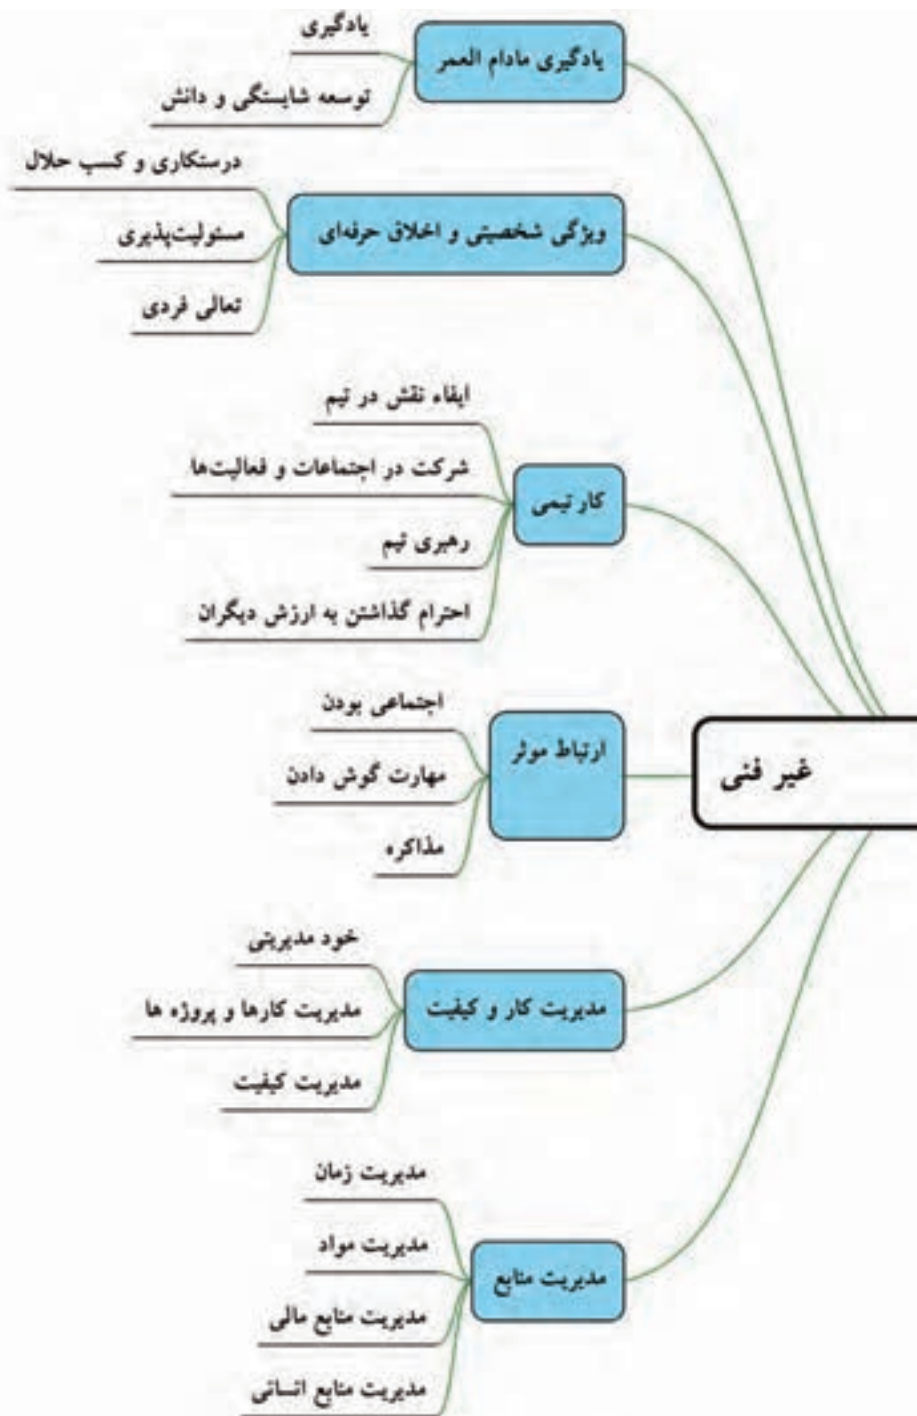 غیر فنی
یادگیری مادام العمر
یادگیری
توسعه شایستگی و دانش
ویژگی شخصیتی و اخلاق حرفه‌ای
درستکاری و کسب حلال
مسئولیت‌پذیری
تعالی فردی
کار تیمی
ایفاء نقش در تیم
شرکت در اجتماعات و فعالیت‌ها
رهبری تیم
احترام گذاشتن به ارزش دیگران
ارتباط موثر
اجتماعی بودن
مهارت گوش دادن
مذاکره
مدیریت کار و کیفیت
خود مدیریتی
مدیریت کارها و پروژه ها
مدیریت کیفیت
مدیریت منابع
مدیریت زمان
مدیریت مواد
مدیریت منابع مالی
مدیریت منابع انسانی